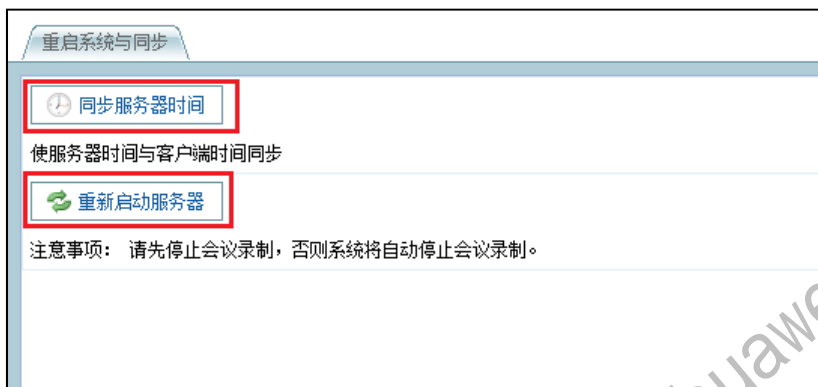 重启系统与同步
同步服务器时间
使服务器时间与客户端时间同步
重新启动服务器
注意事项： 请先停止会议录制，否则系统将自动停止会议录制。